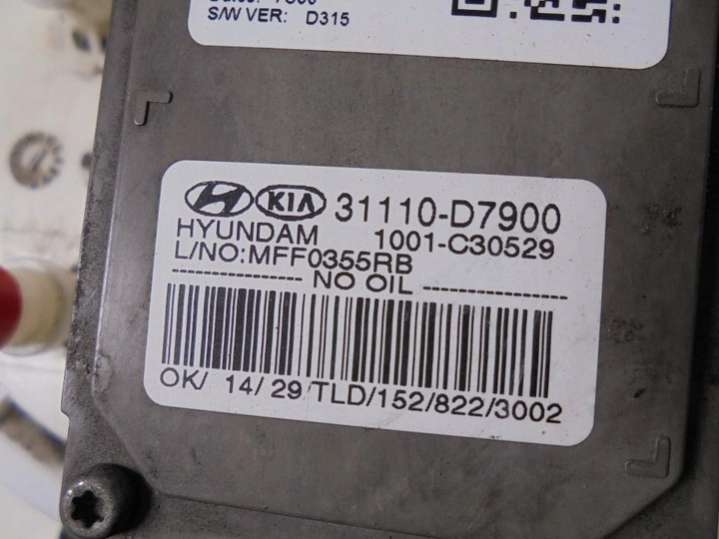 S/W VER: D315
KIA 31110-D7900
HYUNDAM 1001-C30529
L/NO:MFF0355RB
NO OIL
OK/ 14/29/TLD/152/822/3002